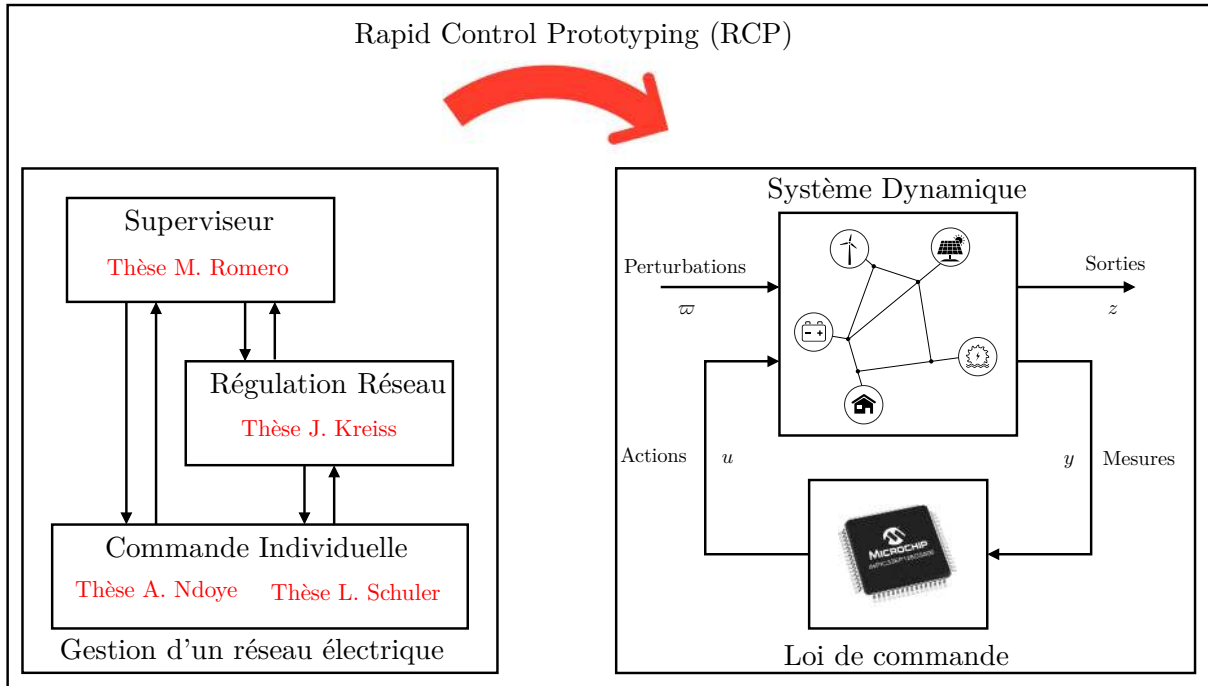 Rapid Control Prototyping (RCP)
Superviseur
Thèse M. Romero
Régulation Réseau
Thèse J. Kreiss
Commande Individuelle
Thèse A. Ndoye
Thèse L. Schuler
Gestion d'un réseau électrique
Système Dynamique
Perturbations
ϖ
Sorties
z
Actions
u
y
Mesures
MICROCHIP
Loi de commande